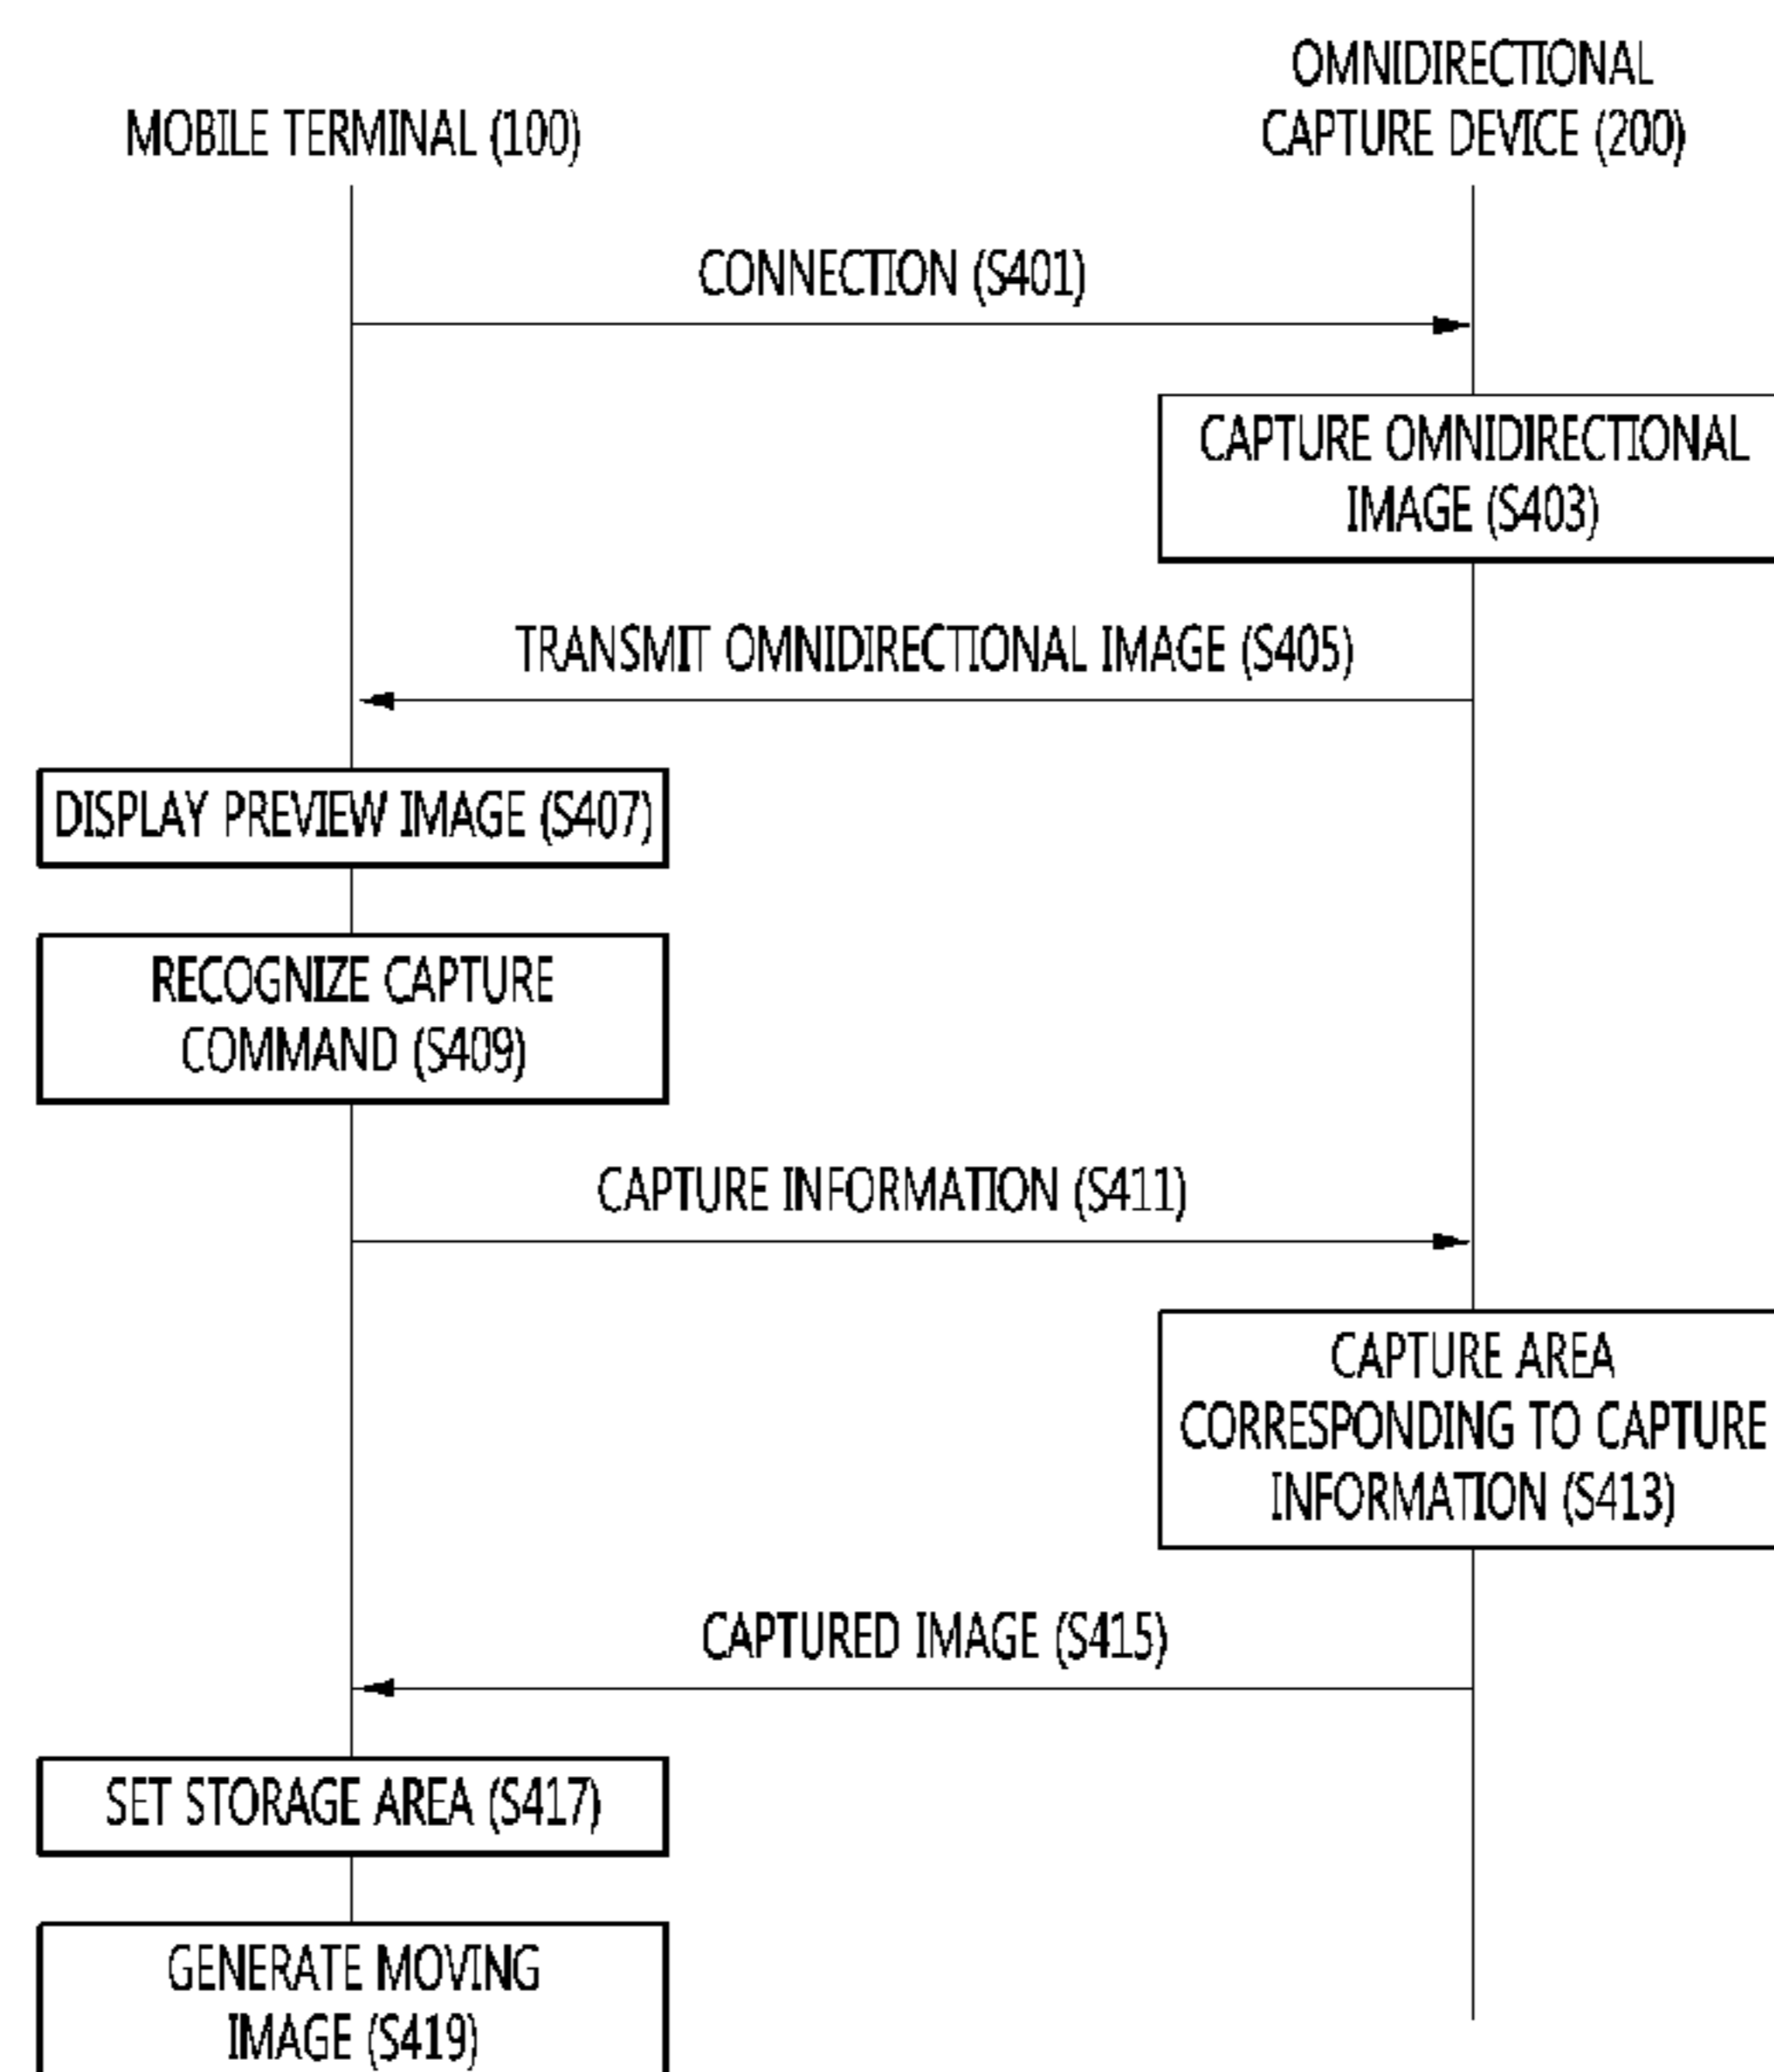 MOBILE TERMINAL (100)
OMNIDIRECTIONAL
CAPTURE DEVICE (200)
CONNECTION (S401)
CAPTURE OMNIDIRECTIONAL
IMAGE (S403)
TRANSMIT OMNIDIRECTIONAL IMAGE (S405)
DISPLAY PREVIEW IMAGE (S407)
RECOGNIZE CAPTURE
COMMAND (S409)
CAPTURE INFORMATION (S411)
CAPTURE AREA
CORRESPONDING TO CAPTURE
INFORMATION (S413)
CAPTURED IMAGE (S415)
SET STORAGE AREA (S417)
GENERATE MOVING
IMAGE (S419)